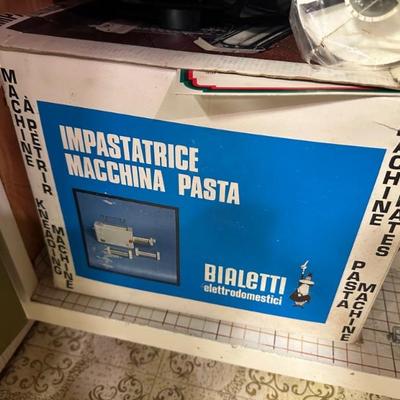 MACHINE
À PETRIR
KNEADING
MACHINE
IMPASTATRICE
MACCHINA PASTA
BIALETTI
elettrodomestici
MACHINE
PATES
PASTA
MACHINE